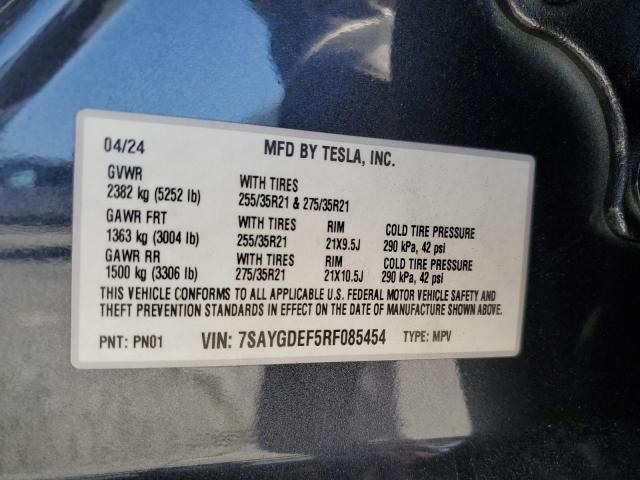 04/24 MFD BY TESLA, INC.
GVWR
2382 kg (5252 lb) WITH TIRES
255/35R21 & 275/35R21
GAWR FRT WITH TIRES RIM COLD TIRE PRESSURE
1363 kg (3004 lb) 255/35R21 21X9.5J 290 kPa, 42 psi
GAWR RR WITH TIRES RIM COLD TIRE PRESSURE
1500 kg (3306 lb) 275/35R21 21X10.5J 290 kPa, 42 psi
THIS VEHICLE CONFORMS TO ALL APPLICABLE U.S. FEDERAL MOTOR VEHICLE SAFETY AND
THEFT PREVENTION STANDARDS IN EFFECT ON THE DATE OF MANUFACTURE SHOWN ABOVE.
PNT: PN01 VIN: 7SAYGDEF5RF085454 TYPE: MPV